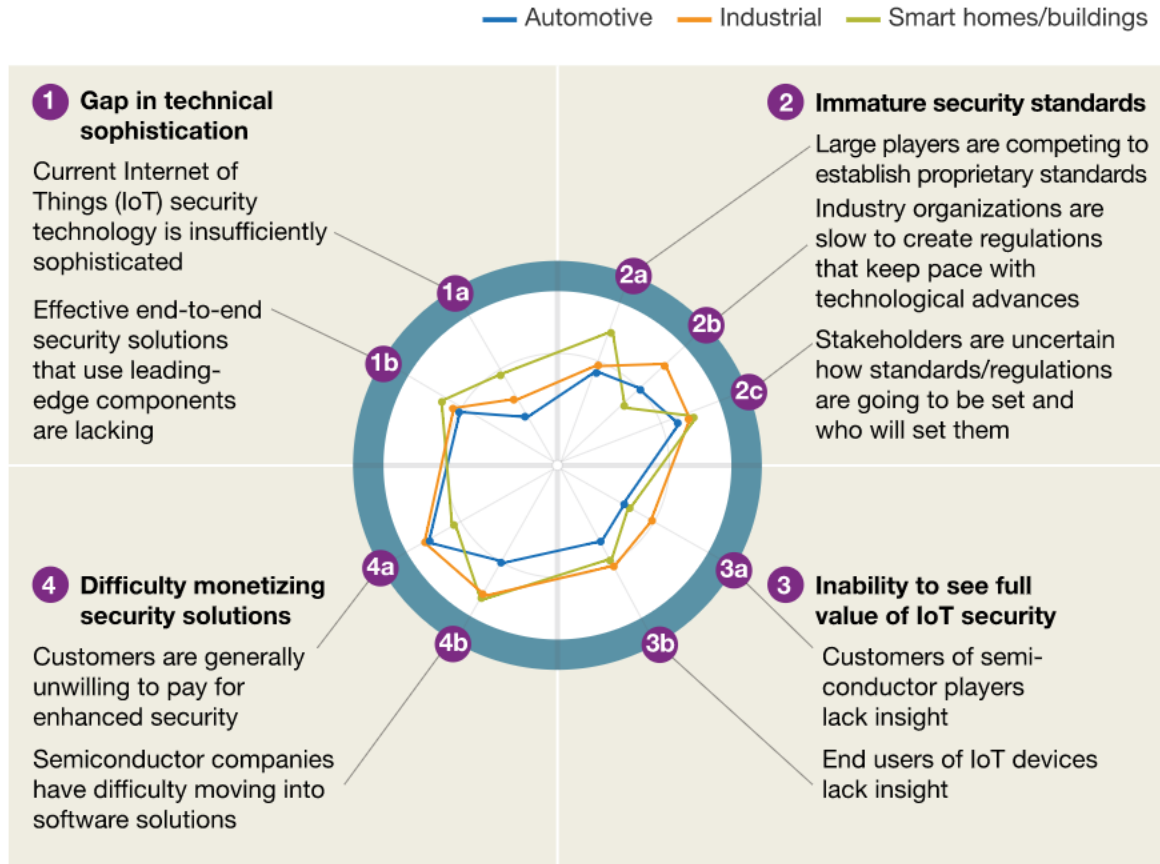 Automotive Industrial Smart homes/buildings
1 Gap in technical
sophistication
Current Internet of
Things (IoT) security
technology is insufficiently
sophisticated
Effective end-to-end
security solutions
that use leading-
edge components
are lacking
2 Immature security standards
Large players are competing to
establish proprietary standards
Industry organizations are
slow to create regulations
that keep pace with
technological advances
Stakeholders are uncertain
how standards/regulations
are going to be set and
who will set them
1a
1b
2a
2b
2c
4a
4b
3a
3b
4 Difficulty monetizing
security solutions
Customers are generally
unwilling to pay for
enhanced security
Semiconductor companies
have difficulty moving into
software solutions
3 Inability to see full
value of IoT security
Customers of semi-
conductor players
lack insight
End users of IoT devices
lack insight